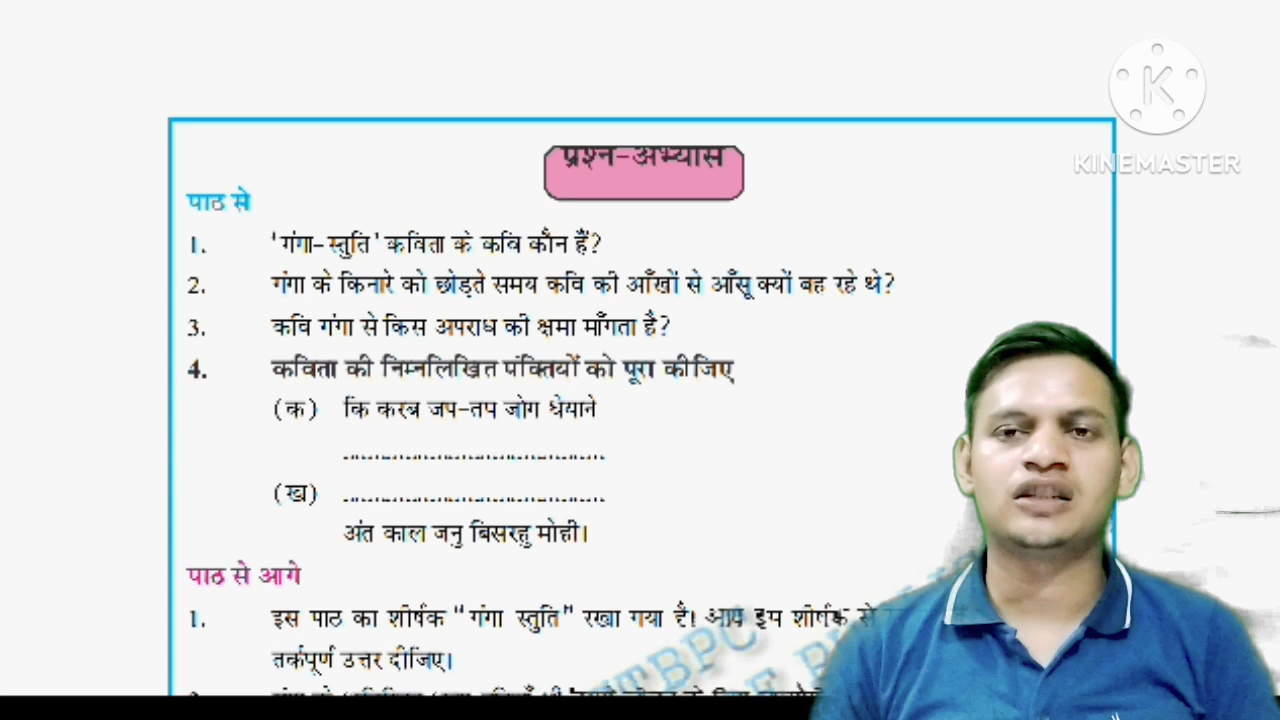 KINEMASTER
प्रश्न-अभ्यास
पाठ से
1. 'गंगा-स्तुति' कविता के कवि कौन हैं?
2. गंगा के किनारे को छोड़ते समय कवि की आँखों से आँसू क्यों बह रहे थे?
3. कवि गंगा से किस अपराध की क्षमा माँगता है?
4. कविता की निम्नलिखित पंक्तियों को पूरा कीजिए
(क) कि करब जप-तप जोग धेयाने
..........................................
(ख) ..........................................
अंत काल जनु बिसरहु मोही।
पाठ से आगे
1. इस पाठ का शीर्षक "गंगा स्तुति" रखा गया है। आप इस शीर्षक से
तर्कपूर्ण उत्तर दीजिए।